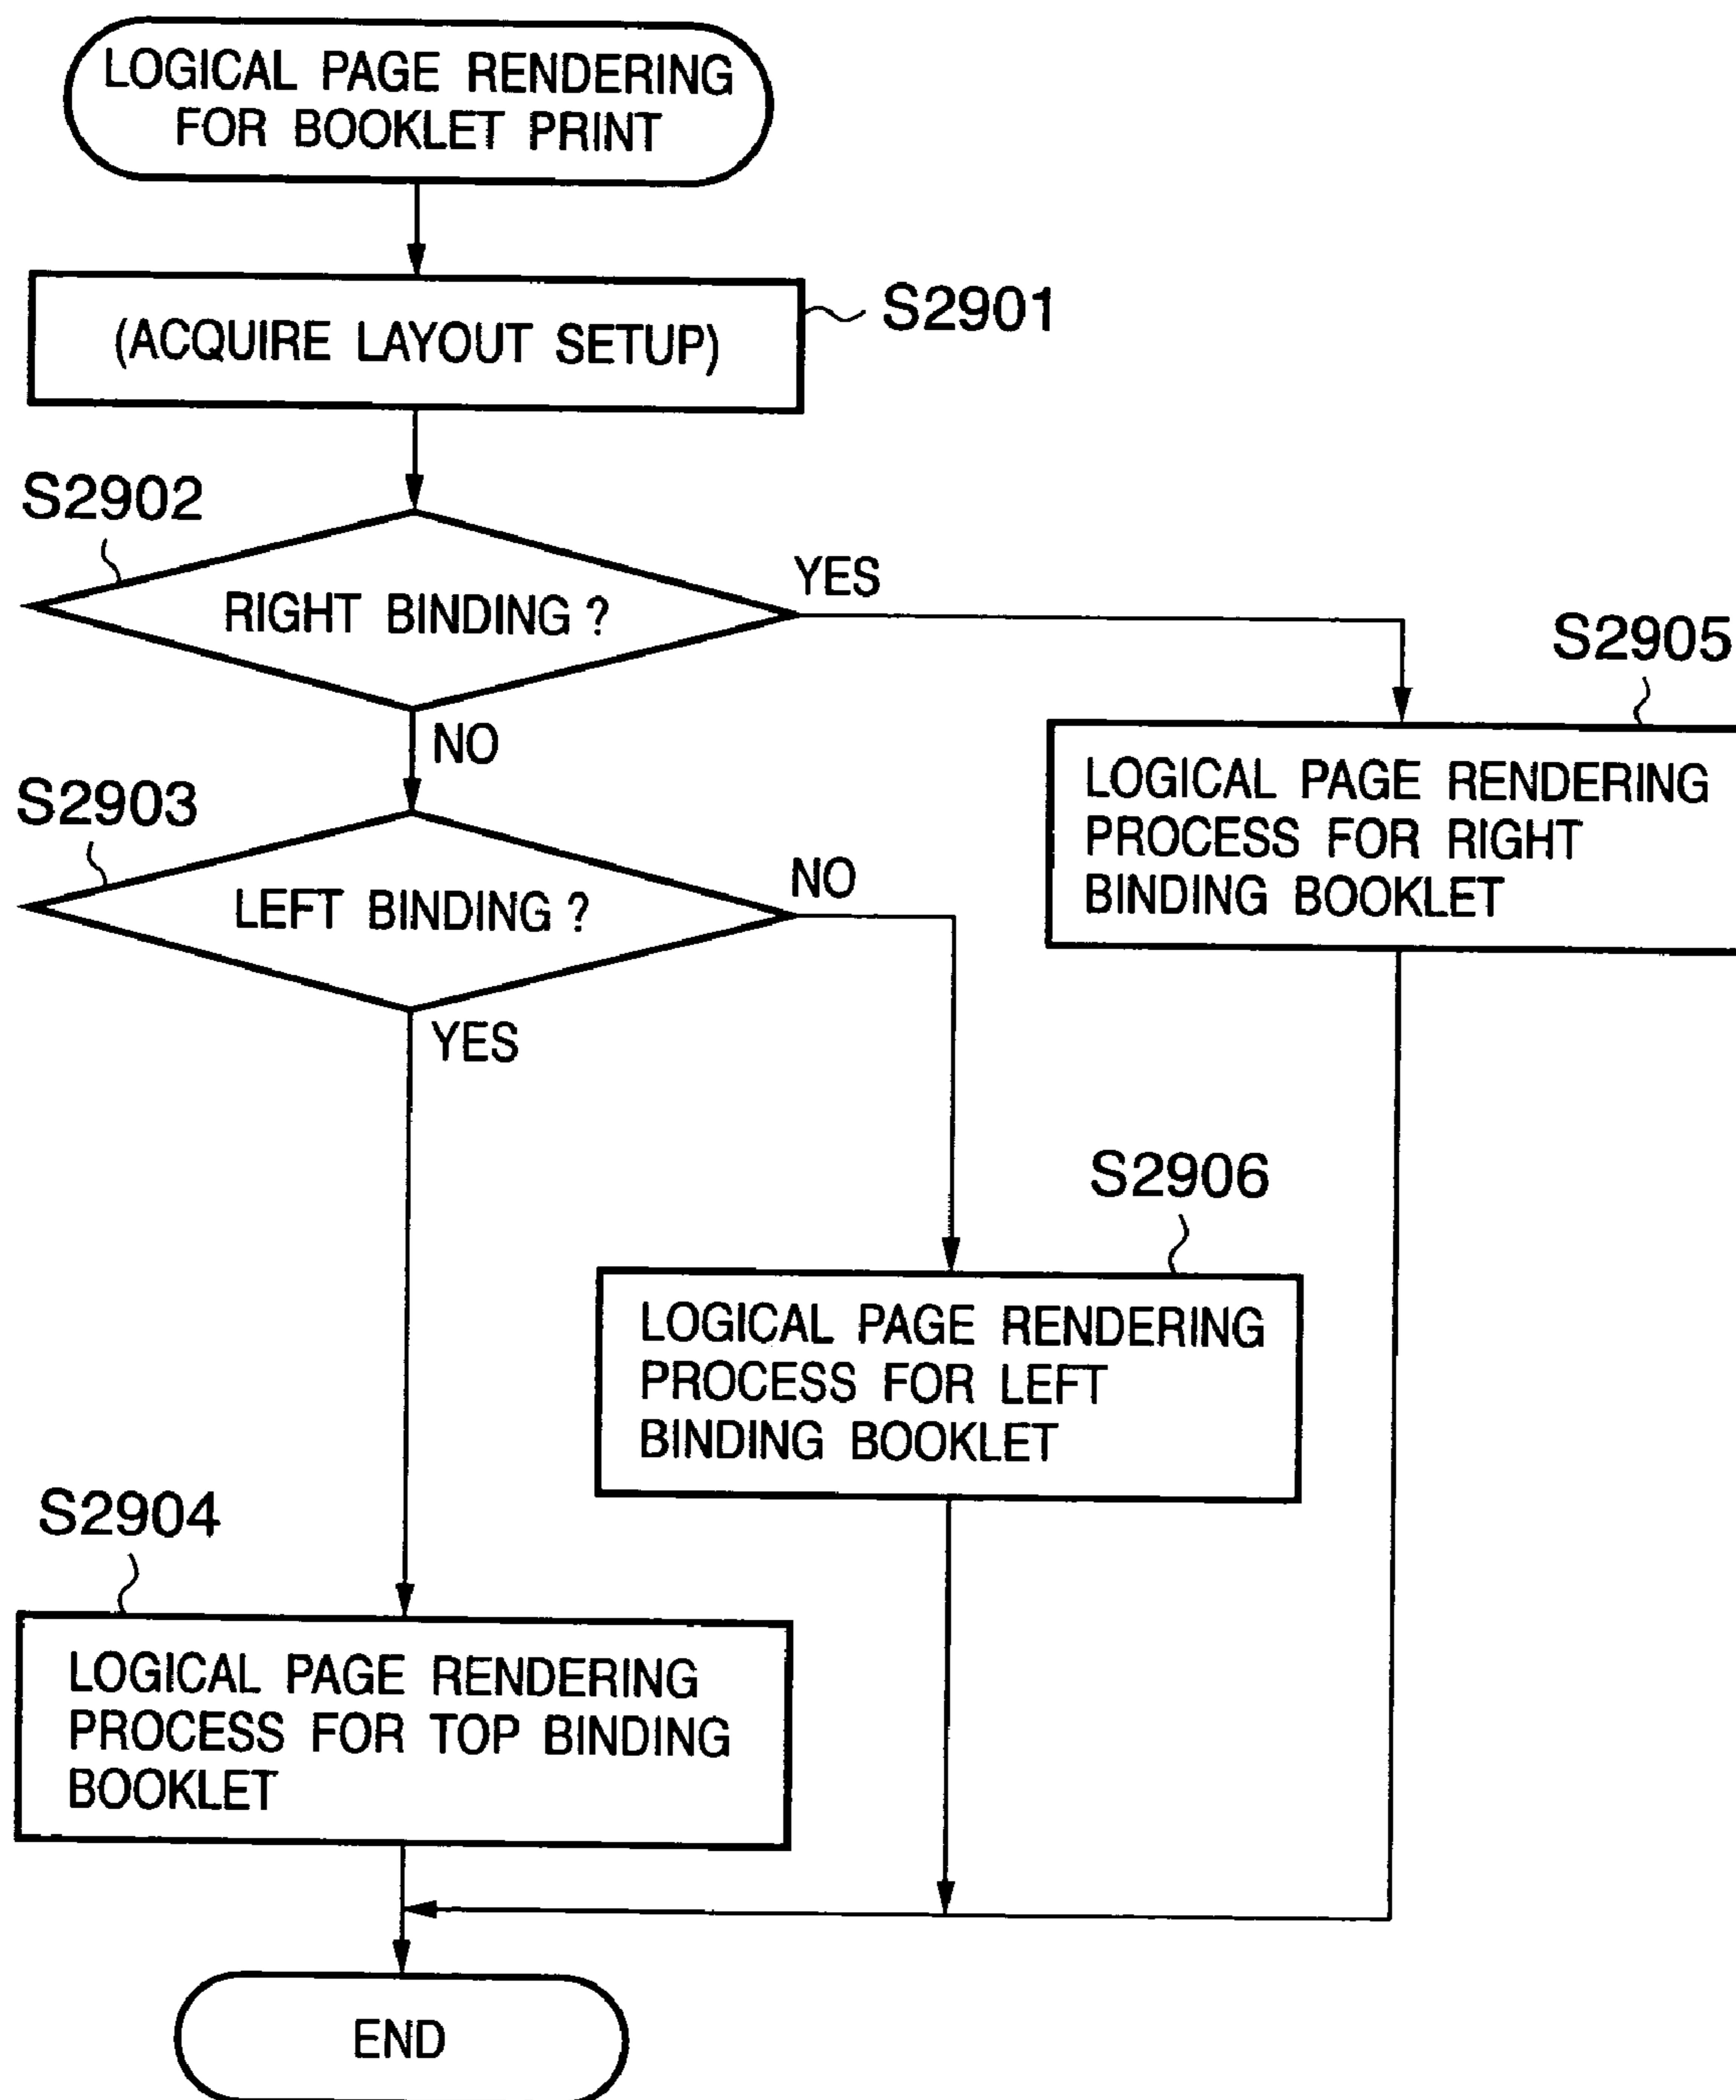 LOGICAL PAGE RENDERING
FOR BOOKLET PRINT
(ACQUIRE LAYOUT SETUP)
S2901
S2902
RIGHT BINDING ?
YES
NO
S2905
LOGICAL PAGE RENDERING
PROCESS FOR RIGHT
BINDING BOOKLET
S2903
LEFT BINDING ?
NO
YES
S2906
LOGICAL PAGE RENDERING
PROCESS FOR LEFT
BINDING BOOKLET
S2904
LOGICAL PAGE RENDERING
PROCESS FOR TOP BINDING
BOOKLET
END